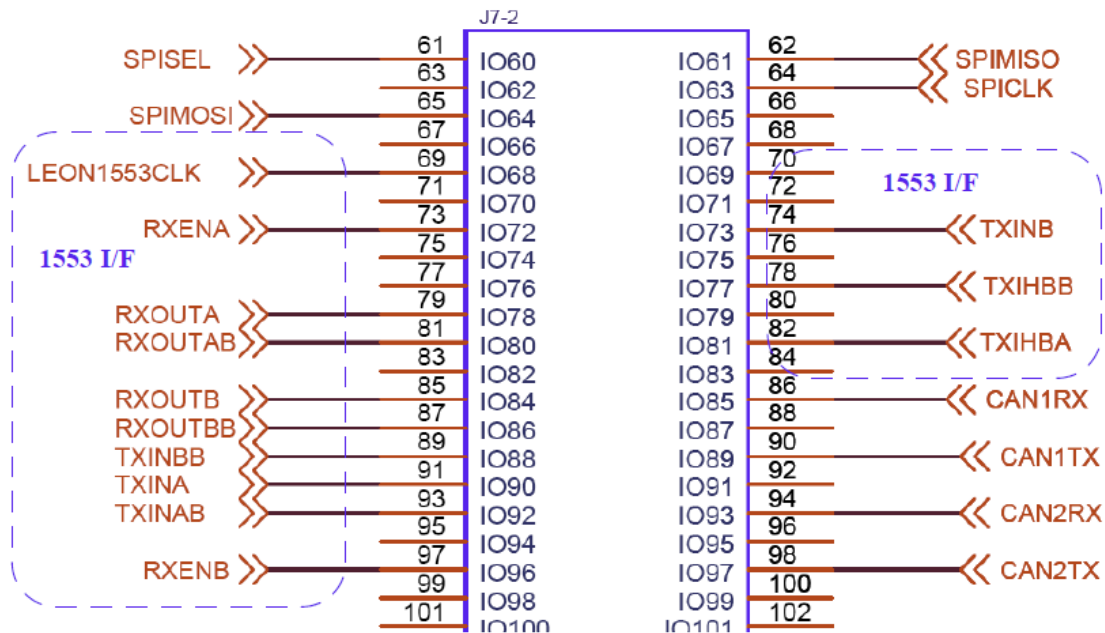 J7-2
SPISEL 61 IO60 IO61 62 SPIMISO
63 IO62 IO63 64 SPICLK
SPIMOSI 65 IO64 IO65 66
67 IO66 IO67 68
LEON1553CLK 69 IO68 IO69 70
71 IO70 IO71 72 1553 I/F
RXENA 73 IO72 IO73 74 TXINB
1553 I/F 75 IO74 IO75 76
77 IO76 IO77 78 TXIHBB
RXOUTA 79 IO78 IO79 80
RXOUTAB 81 IO80 IO81 82 TXIHBA
83 IO82 IO83 84
RXOUTB 85 IO84 IO85 86 CAN1RX
RXOUTBB 87 IO86 IO87 88
TXINBB 89 IO88 IO89 90 CAN1TX
TXINA 91 IO90 IO91 92
TXINAB 93 IO92 IO93 94 CAN2RX
95 IO94 IO95 96
RXENB 97 IO96 IO97 98 CAN2TX
99 IO98 IO99 100
101 IO100 IO101 102